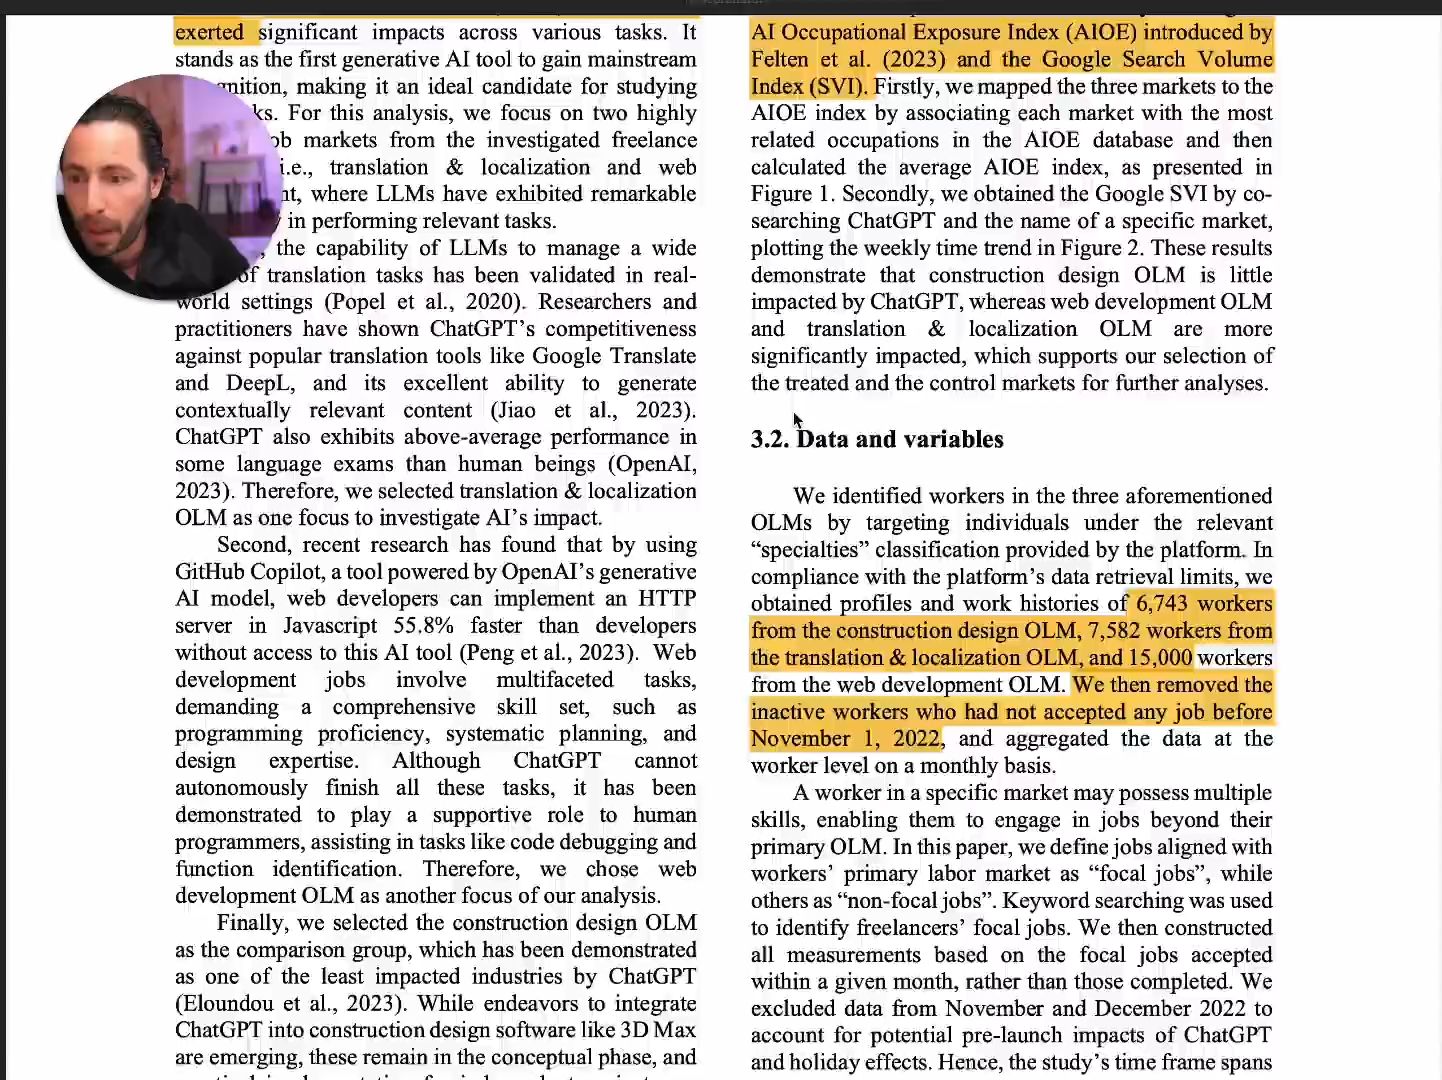 exerted significant impacts across various tasks. It
stands as the first generative AI tool to gain mainstream
nition, making it an ideal candidate for studying
ks. For this analysis, we focus on two highly
ob markets from the investigated freelance
i.e., translation & localization and web
nt, where LLMs have exhibited remarkable
in performing relevant tasks.
, the capability of LLMs to manage a wide
of translation tasks has been validated in real-
world settings (Popel et al., 2020). Researchers and
practitioners have shown ChatGPT’s competitiveness
against popular translation tools like Google Translate
and DeepL, and its excellent ability to generate
contextually relevant content (Jiao et al., 2023).
ChatGPT also exhibits above-average performance in
some language exams than human beings (OpenAI,
2023). Therefore, we selected translation & localization
OLM as one focus to investigate AI’s impact.
Second, recent research has found that by using
GitHub Copilot, a tool powered by OpenAI’s generative
AI model, web developers can implement an HTTP
server in Javascript 55.8% faster than developers
without access to this AI tool (Peng et al., 2023). Web
development jobs involve multifaceted tasks,
demanding a comprehensive skill set, such as
programming proficiency, systematic planning, and
design expertise. Although ChatGPT cannot
autonomously finish all these tasks, it has been
demonstrated to play a supportive role to human
programmers, assisting in tasks like code debugging and
function identification. Therefore, we chose web
development OLM as another focus of our analysis.
Finally, we selected the construction design OLM
as the comparison group, which has been demonstrated
as one of the least impacted industries by ChatGPT
(Eloundou et al., 2023). While endeavors to integrate
ChatGPT into construction design software like 3D Max
are emerging, these remain in the conceptual phase, and
AI Occupational Exposure Index (AIOE) introduced by
Felten et al. (2023) and the Google Search Volume
Index (SVI). Firstly, we mapped the three markets to the
AIOE index by associating each market with the most
related occupations in the AIOE database and then
calculated the average AIOE index, as presented in
Figure 1. Secondly, we obtained the Google SVI by co-
searching ChatGPT and the name of a specific market,
plotting the weekly time trend in Figure 2. These results
demonstrate that construction design OLM is little
impacted by ChatGPT, whereas web development OLM
and translation & localization OLM are more
significantly impacted, which supports our selection of
the treated and the control markets for further analyses.
3.2. Data and variables
We identified workers in the three aforementioned
OLMs by targeting individuals under the relevant
“specialties” classification provided by the platform. In
compliance with the platform’s data retrieval limits, we
obtained profiles and work histories of 6,743 workers
from the construction design OLM, 7,582 workers from
the translation & localization OLM, and 15,000 workers
from the web development OLM. We then removed the
inactive workers who had not accepted any job before
November 1, 2022, and aggregated the data at the
worker level on a monthly basis.
A worker in a specific market may possess multiple
skills, enabling them to engage in jobs beyond their
primary OLM. In this paper, we define jobs aligned with
workers’ primary labor market as “focal jobs”, while
others as “non-focal jobs”. Keyword searching was used
to identify freelancers’ focal jobs. We then constructed
all measurements based on the focal jobs accepted
within a given month, rather than those completed. We
excluded data from November and December 2022 to
account for potential pre-launch impacts of ChatGPT
and holiday effects. Hence, the study’s time frame spans